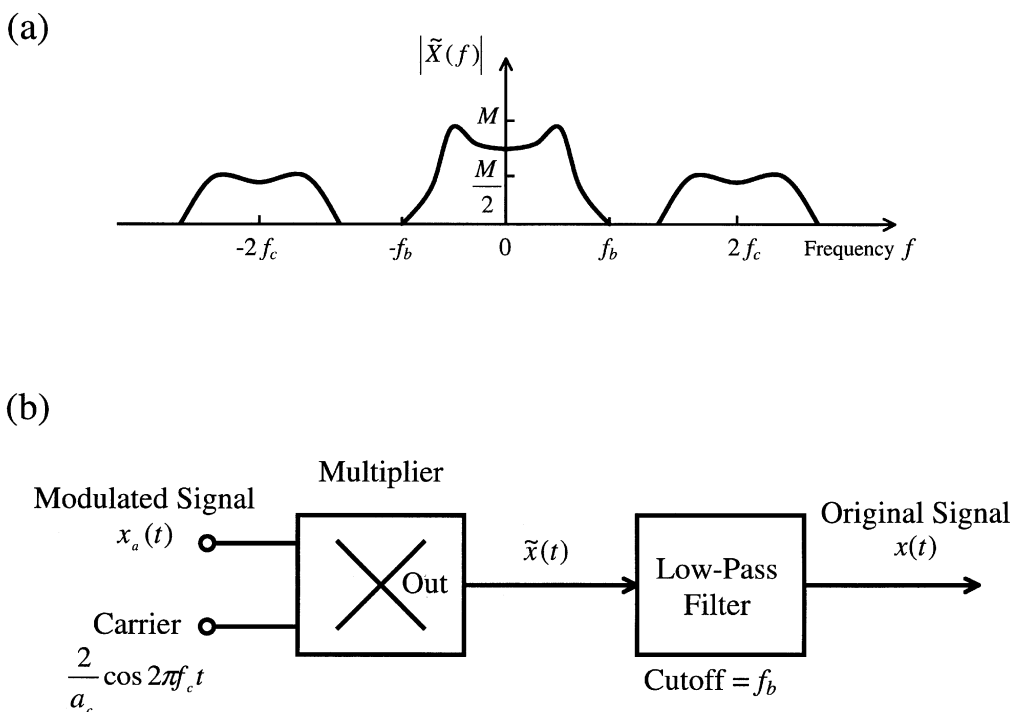 (a)
|X̃(f)|
M
M/2
-2f_c
-f_b
0
f_b
2f_c
Frequency f
(b)
Multiplier
Modulated Signal
x_a(t)
Out
x̃(t)
Low-Pass
Filter
Original Signal
x(t)
Carrier
2/a_c cos 2πf_c t
Cutoff = f_b